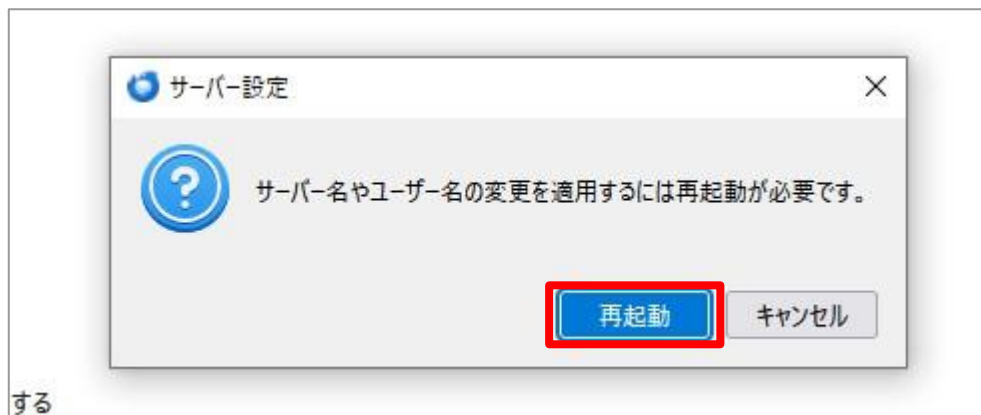 サーバー設定
サーバー名やユーザー名の変更を適用するには再起動が必要です。
再起動
キャンセル
する